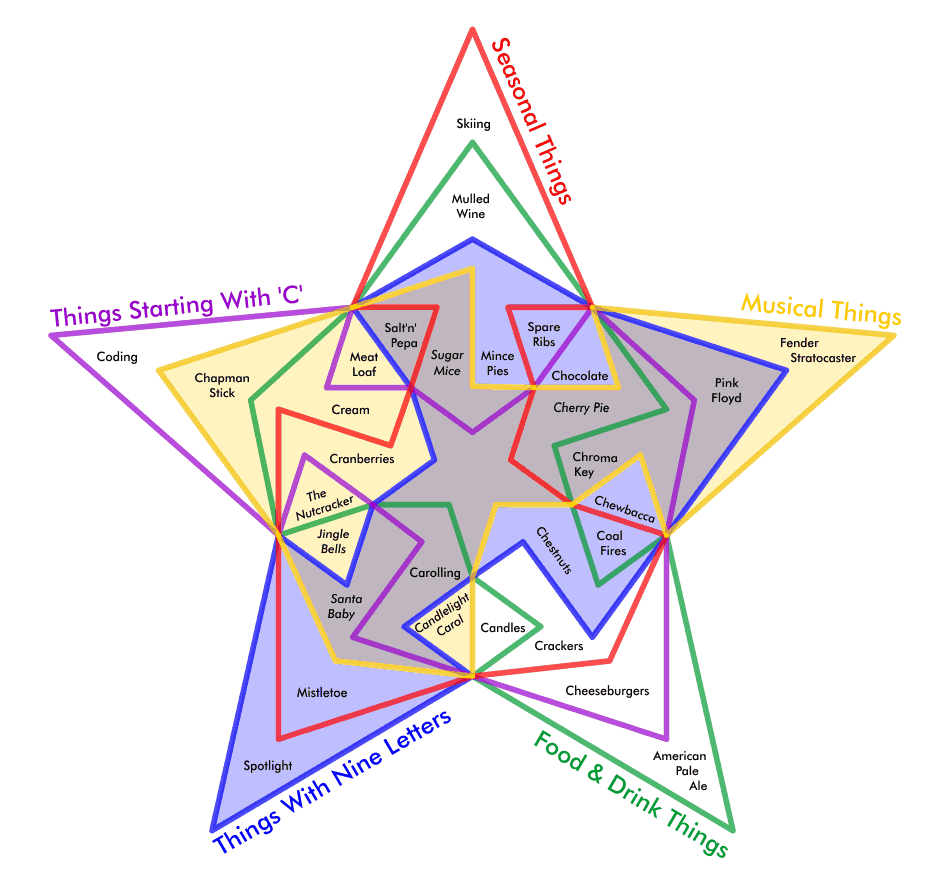 Seasonal Things
Skiing
Mulled
Wine
Things Starting With 'C'
Musical Things
Coding
Fender
Stratocaster
Salt'n'
Pepa
Spare
Ribs
Meat
Loaf
Sugar
Mice
Mince
Pies
Chocolate
Chapman
Stick
Pink
Floyd
Cream
Cherry Pie
Cranberries
Chroma
Key
The
Nutcracker
Chewbacca
Jingle
Bells
Coal
Fires
Chestnuts
Carolling
Santa
Baby
Candlelight
Carol
Candles
Crackers
Mistletoe
Cheeseburgers
Spotlight
American
Pale
Ale
Things With Nine Letters
Food & Drink Things